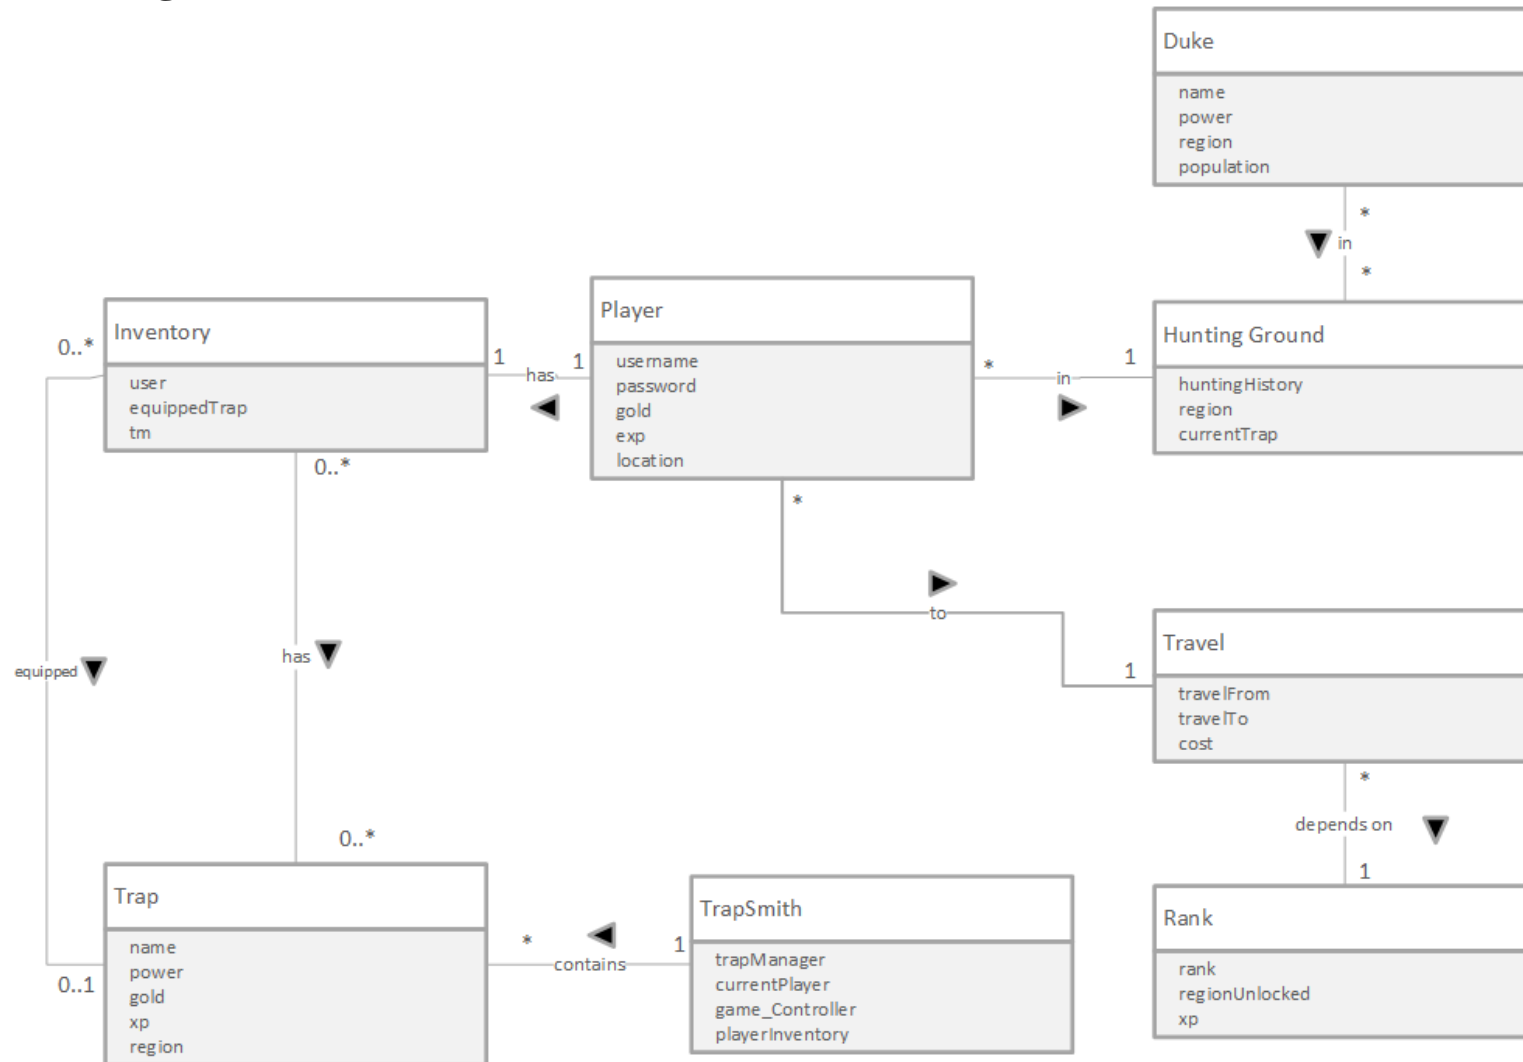 Duke
name
power
region
population
*
in
*
Inventory
user
equippedTrap
tm
0..*
1
has
1
Player
username
password
gold
exp
location
*
in
1
Hunting Ground
huntingHistory
region
currentTrap
0..*
*
to
1
Travel
travelFrom
travelTo
cost
equipped
has
*
depends on
1
0..*
0..1
Trap
name
power
gold
xp
region
*
contains
1
TrapSmith
trapManager
currentPlayer
game_Controller
playerInventory
Rank
rank
regionUnlocked
xp